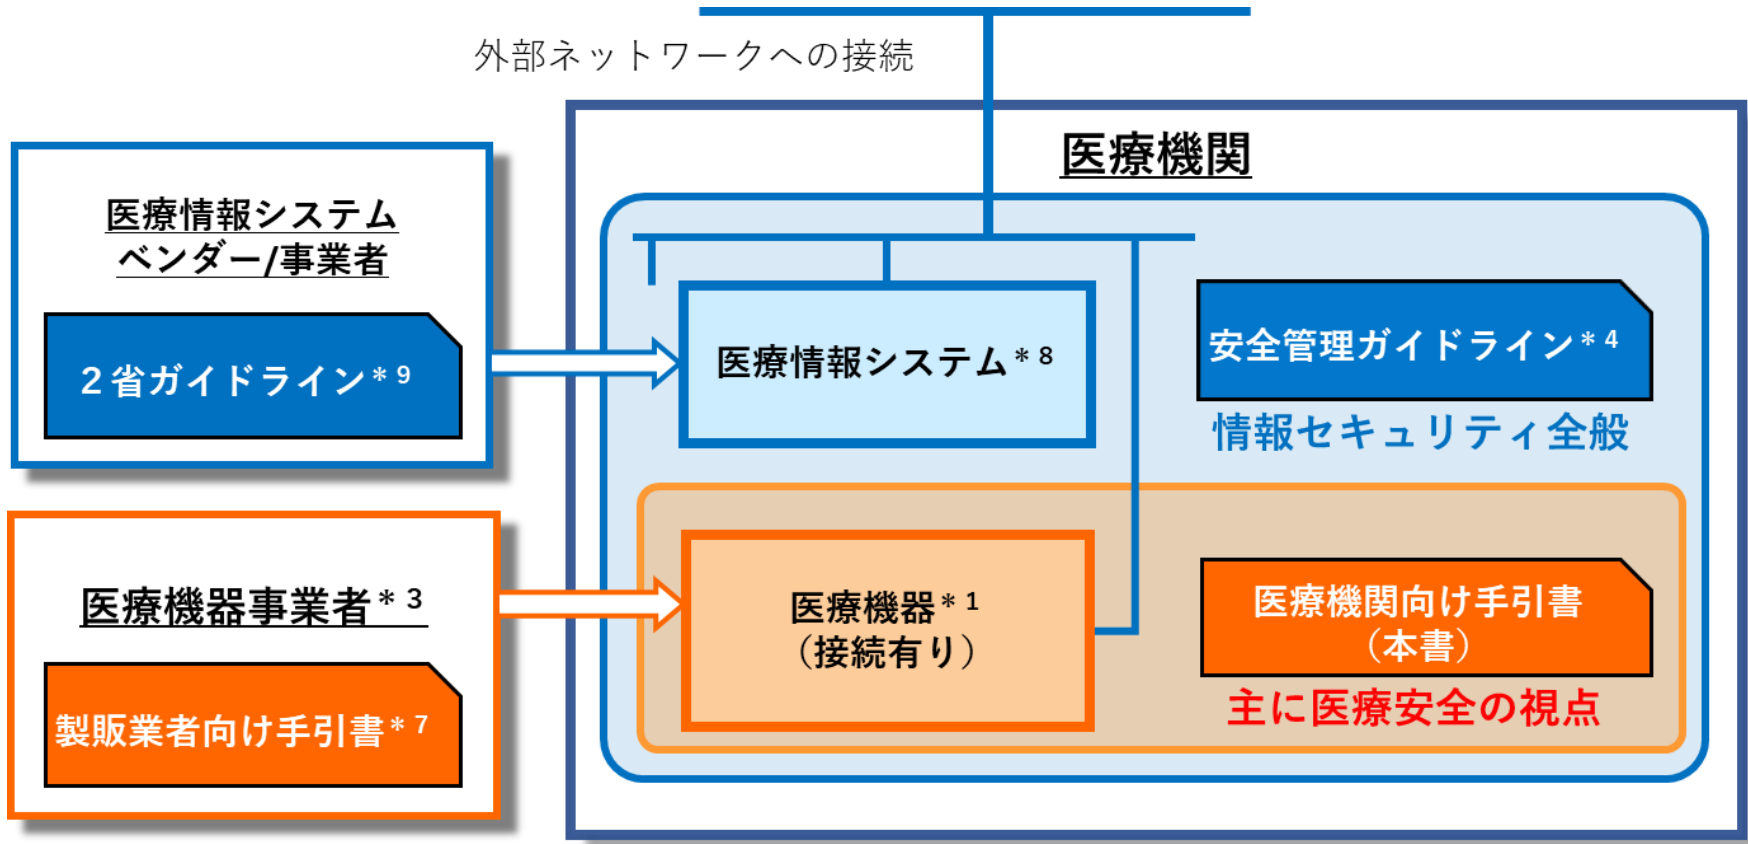 外部ネットワークへの接続
医療機関
医療情報システム
ベンダー/事業者
２省ガイドライン＊9
医療情報システム＊8
安全管理ガイドライン＊4
情報セキュリティ全般
医療機器事業者＊3
製販業者向け手引書＊7
医療機器＊1
（接続有り）
医療機関向け手引書
（本書）
主に医療安全の視点